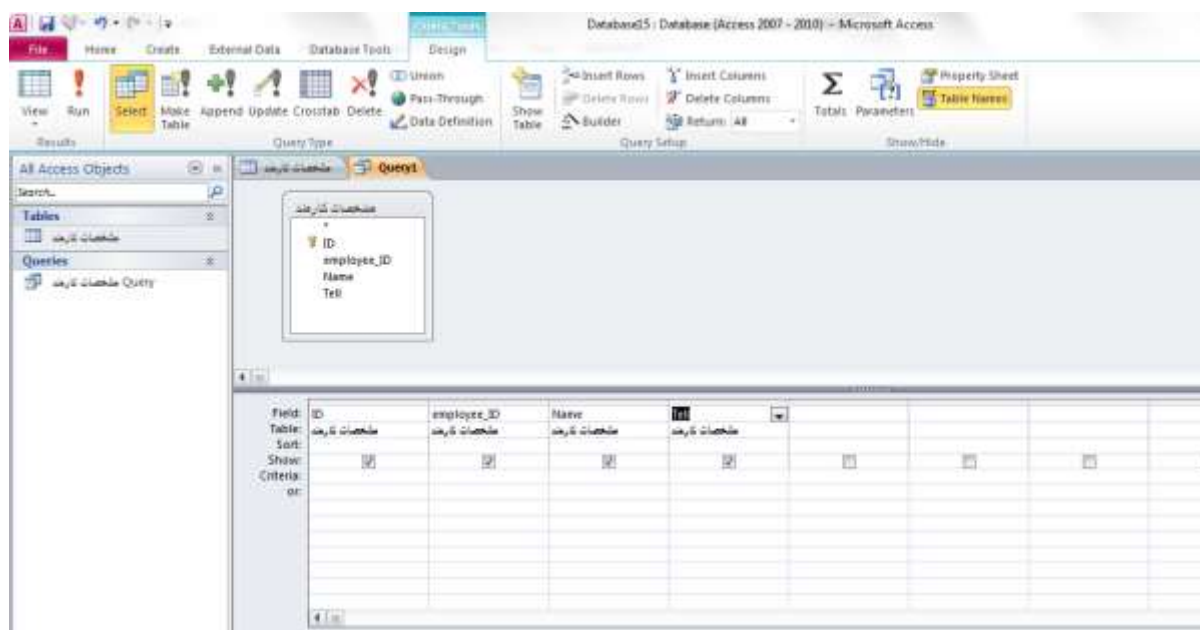 Database15 : Database (Access 2007 - 2010) - Microsoft Access
File Home Create External Data Database Tools Design
View Run Select Make Table Append Update Crosstab Delete
Union
Pass-Through
Data Definition
Show Table
Insert Rows
Delete Rows
Builder
Insert Columns
Delete Columns
Return: All
Totals Parameters
Property Sheet
Table Names
Results Query Type Query Setup Show/Hide
All Access Objects
Search..
Tables
مشخصات کارمند
Queries
مشخصات کارمند Query
مشخصات کارمند Query1
مشخصات کارمند
*
ID
employee_ID
Name
Tell
Field: ID employee_ID Name Tell
Table: مشخصات کارمند مشخصات کارمند مشخصات کارمند مشخصات کارمند
Sort:
Show:
Criteria:
or: